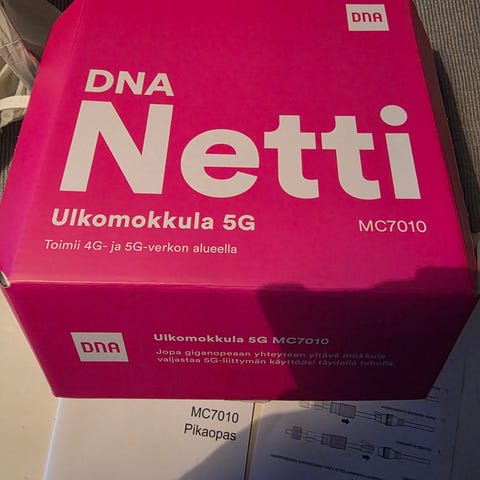 DNA
DNA
Netti
Ulkomokkula 5G
MC7010
Toimii 4G- ja 5G-verkon alueella
DNA
Ulkomokkula 5G MC7010
Jopa giganopeaan yhteyteen yltävä mokkula
valjastaa 5G-liittymän käyttöösi täydellä teholla.
MC7010
Pikaopas